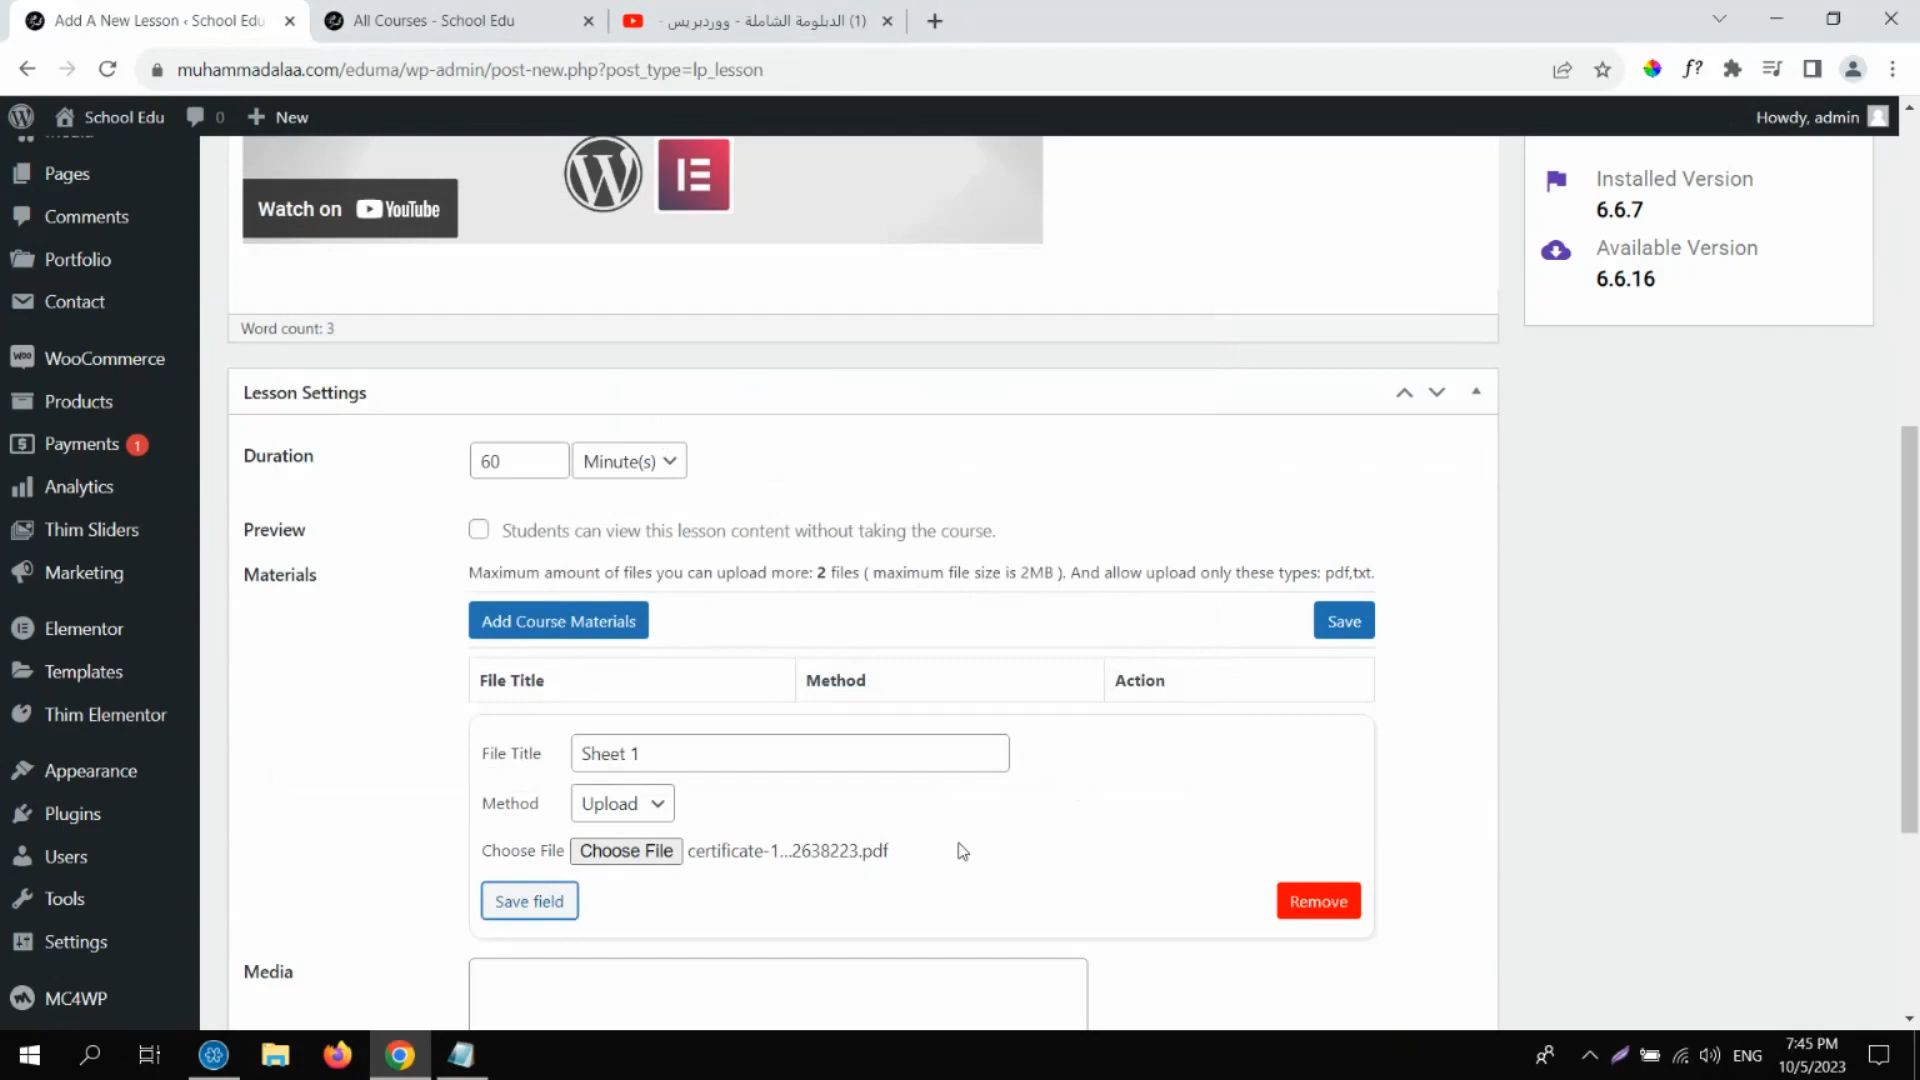 Add A New Lesson ‹ School Edu
All Courses - School Edu
(1) الدبلومة الشاملة - ووردبريس -
muhammadalaa.com/eduma/wp-admin/post-new.php?post_type=lp_lesson
f?
School Edu
0
New
Howdy, admin
Media
Pages
Comments
Portfolio
Contact
WooCommerce
Products
Payments 1
Analytics
Thim Sliders
Marketing
Elementor
Templates
Thim Elementor
Appearance
Plugins
Users
Tools
Settings
MC4WP
Watch on YouTube
Word count: 3
Installed Version
6.6.7
Available Version
6.6.16
Lesson Settings
Duration
60
Minute(s)
Preview
Students can view this lesson content without taking the course.
Materials
Maximum amount of files you can upload more: 2 files ( maximum file size is 2MB ). And allow upload only these types: pdf,txt.
Add Course Materials
Save
File Title
Method
Action
File Title
Sheet 1
Method
Upload
Choose File
Choose File
certificate-1...2638223.pdf
Save field
Remove
Media
ENG
7:45 PM
10/5/2023